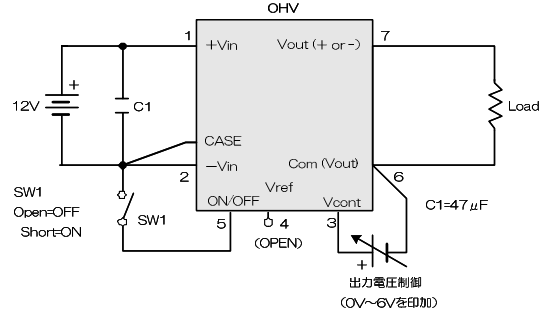 OHV
1
+Vin
Vout (+ or -)
7
+
12V
C1
Load
CASE
-Vin
Com (Vout)
2
6
SW1
Open=OFF
Short=ON
SW1
ON/OFF
Vref
Vcont
C1=47μF
5
4
3
(OPEN)
+
出力電圧制御
(0V～6Vを印加)